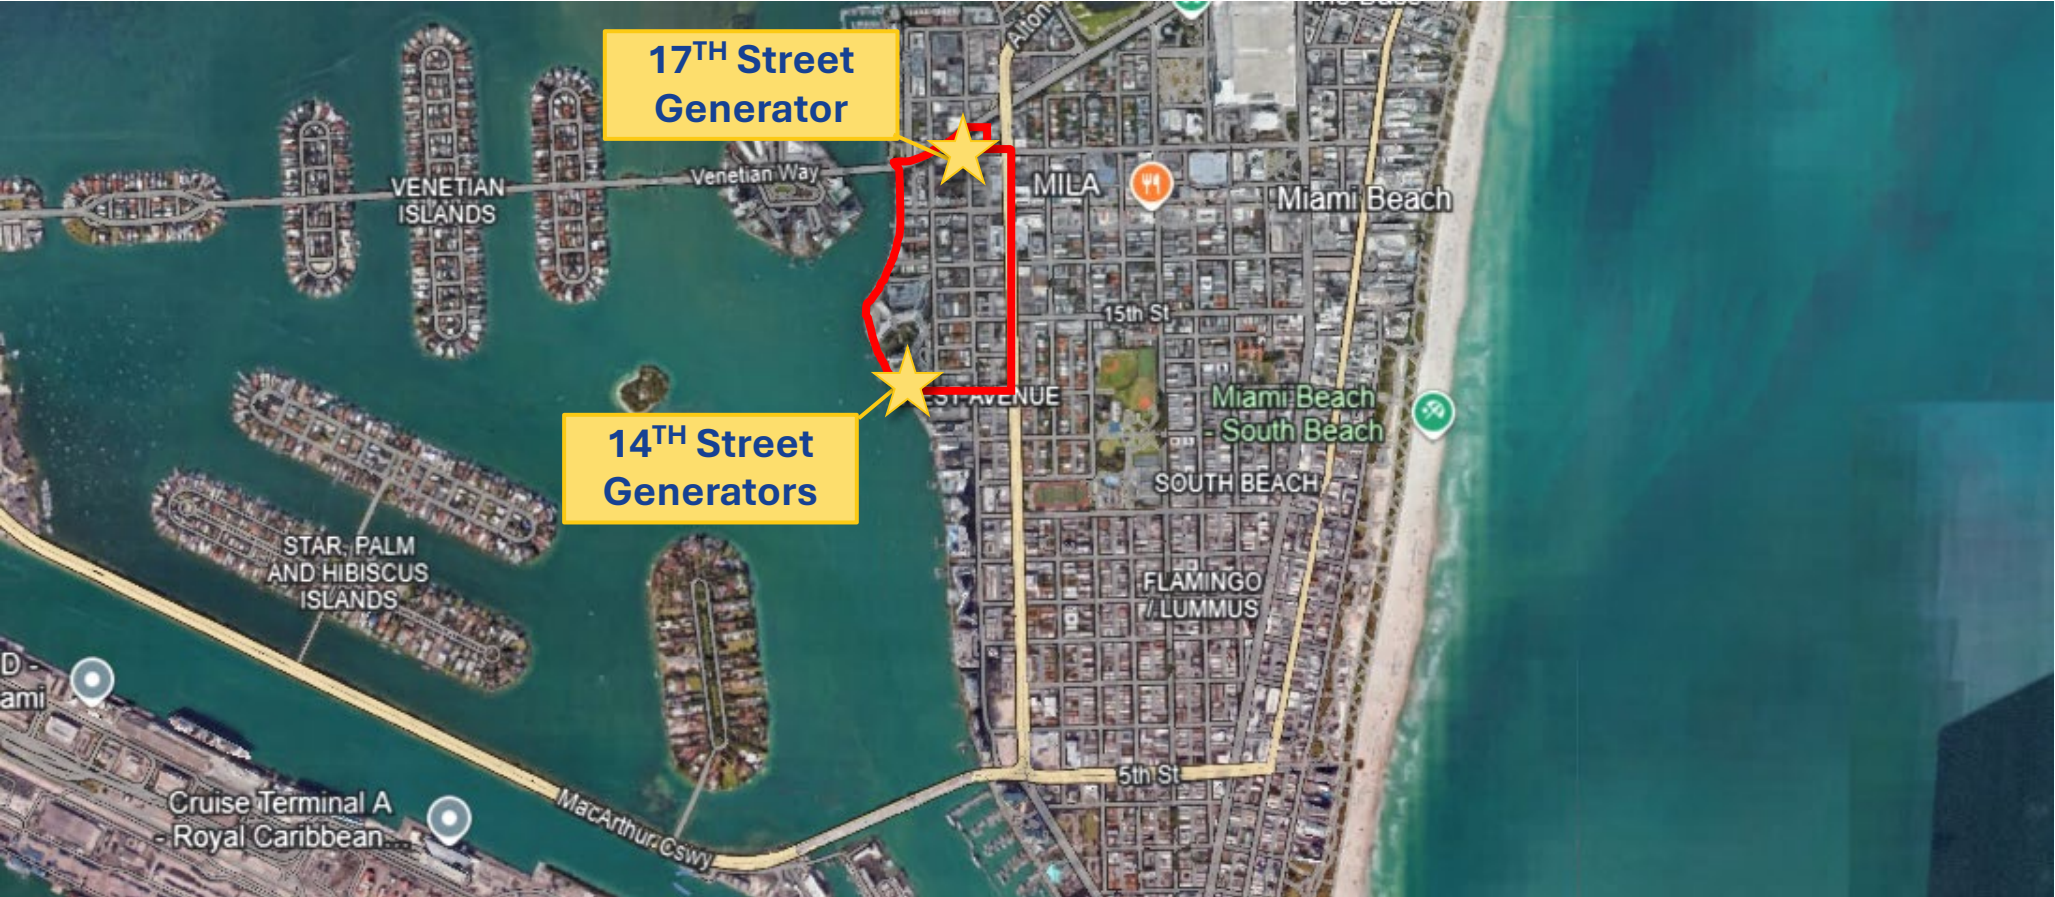 Alton
17TH Street
Generator
Venetian Way
VENETIAN
ISLANDS
MILA
Miami Beach
15th St
EST AVENUE
Miami Beach
- South Beach
14TH Street
Generators
SOUTH BEACH
STAR, PALM
AND HIBISCUS
ISLANDS
FLAMINGO
/ LUMMUS
D -
ami
5th St
Cruise Terminal A
- Royal Caribbean...
MacArthur Cswy